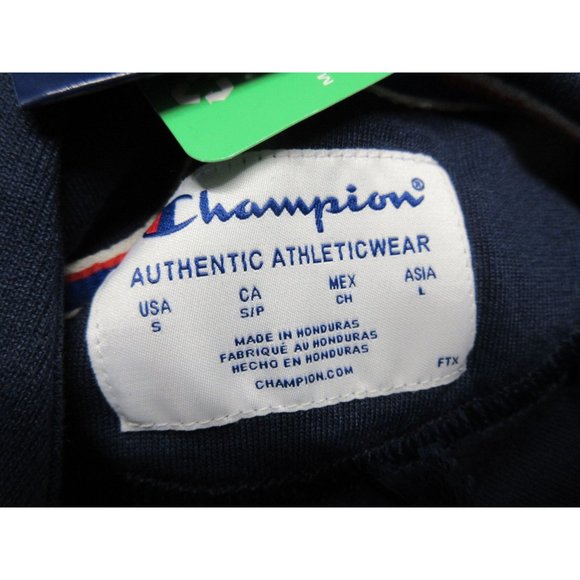 M
Champion®
AUTHENTIC ATHLETICWEAR
USA CA MEX ASIA
S S/P CH L
MADE IN HONDURAS
FABRIQUÉ AU HONDURAS
HECHO EN HONDURAS
CHAMPION.COM
FTX